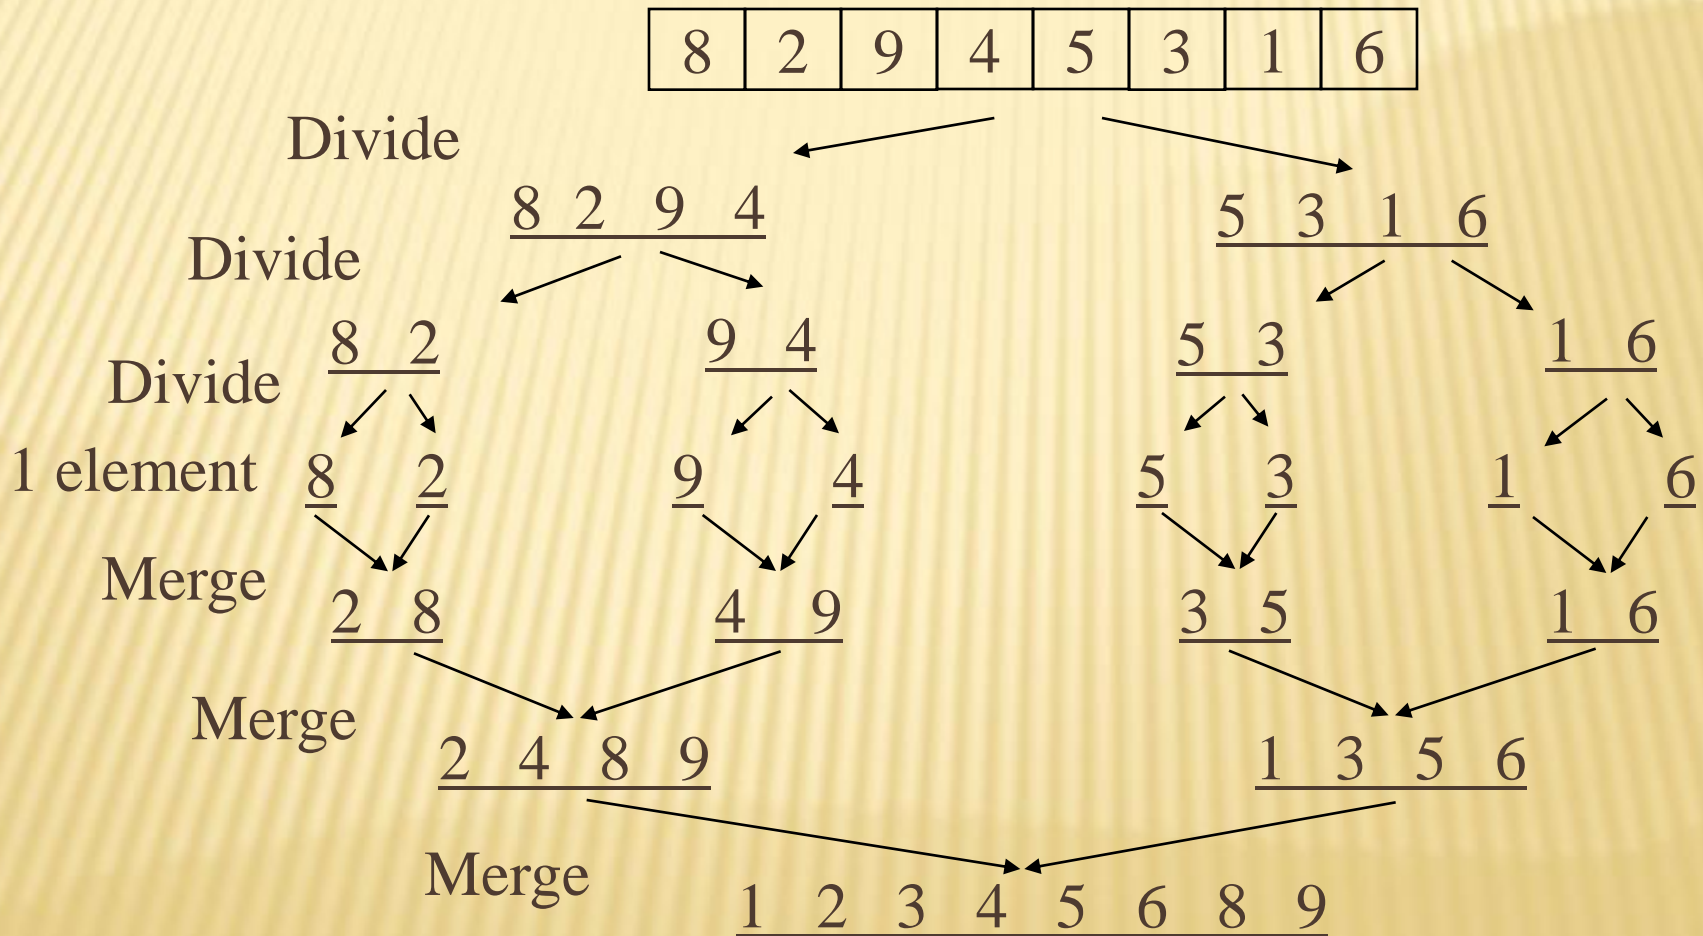 8 2 9 4 5 3 1 6
Divide
8 2 9 4 5 3 1 6
Divide
8 2 9 4 5 3 1 6
Divide
1 element 8 2 9 4 5 3 1 6
Merge
2 8 4 9 3 5 1 6
Merge
2 4 8 9 1 3 5 6
Merge
1 2 3 4 5 6 8 9